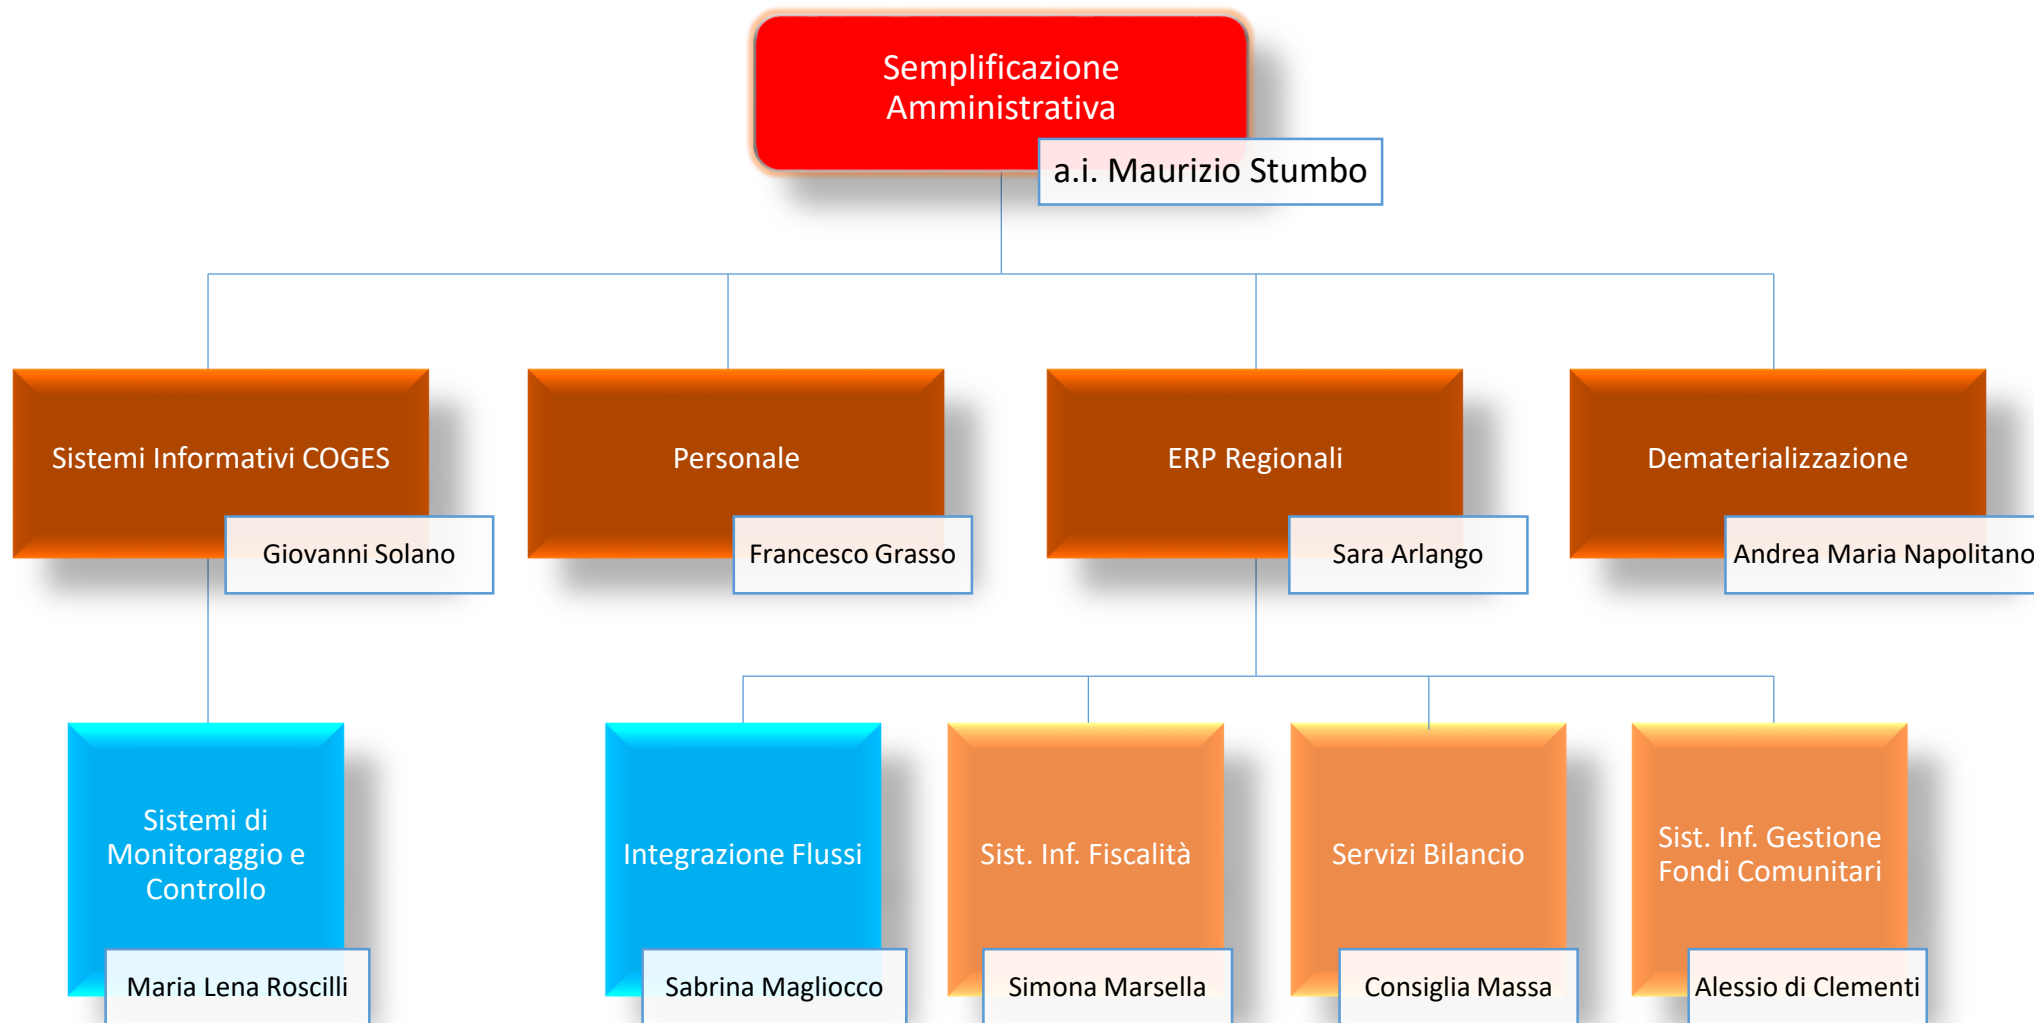 Semplificazione
Amministrativa
a.i. Maurizio Stumbo
Sistemi Informativi COGES
Giovanni Solano
Personale
Francesco Grasso
ERP Regionali
Sara Arlango
Dematerializzazione
Andrea Maria Napolitano
Sistemi di
Monitoraggio e
Controllo
Maria Lena Roscilli
Integrazione Flussi
Sabrina Magliocco
Sist. Inf. Fiscalità
Simona Marsella
Servizi Bilancio
Consiglia Massa
Sist. Inf. Gestione
Fondi Comunitari
Alessio di Clementi